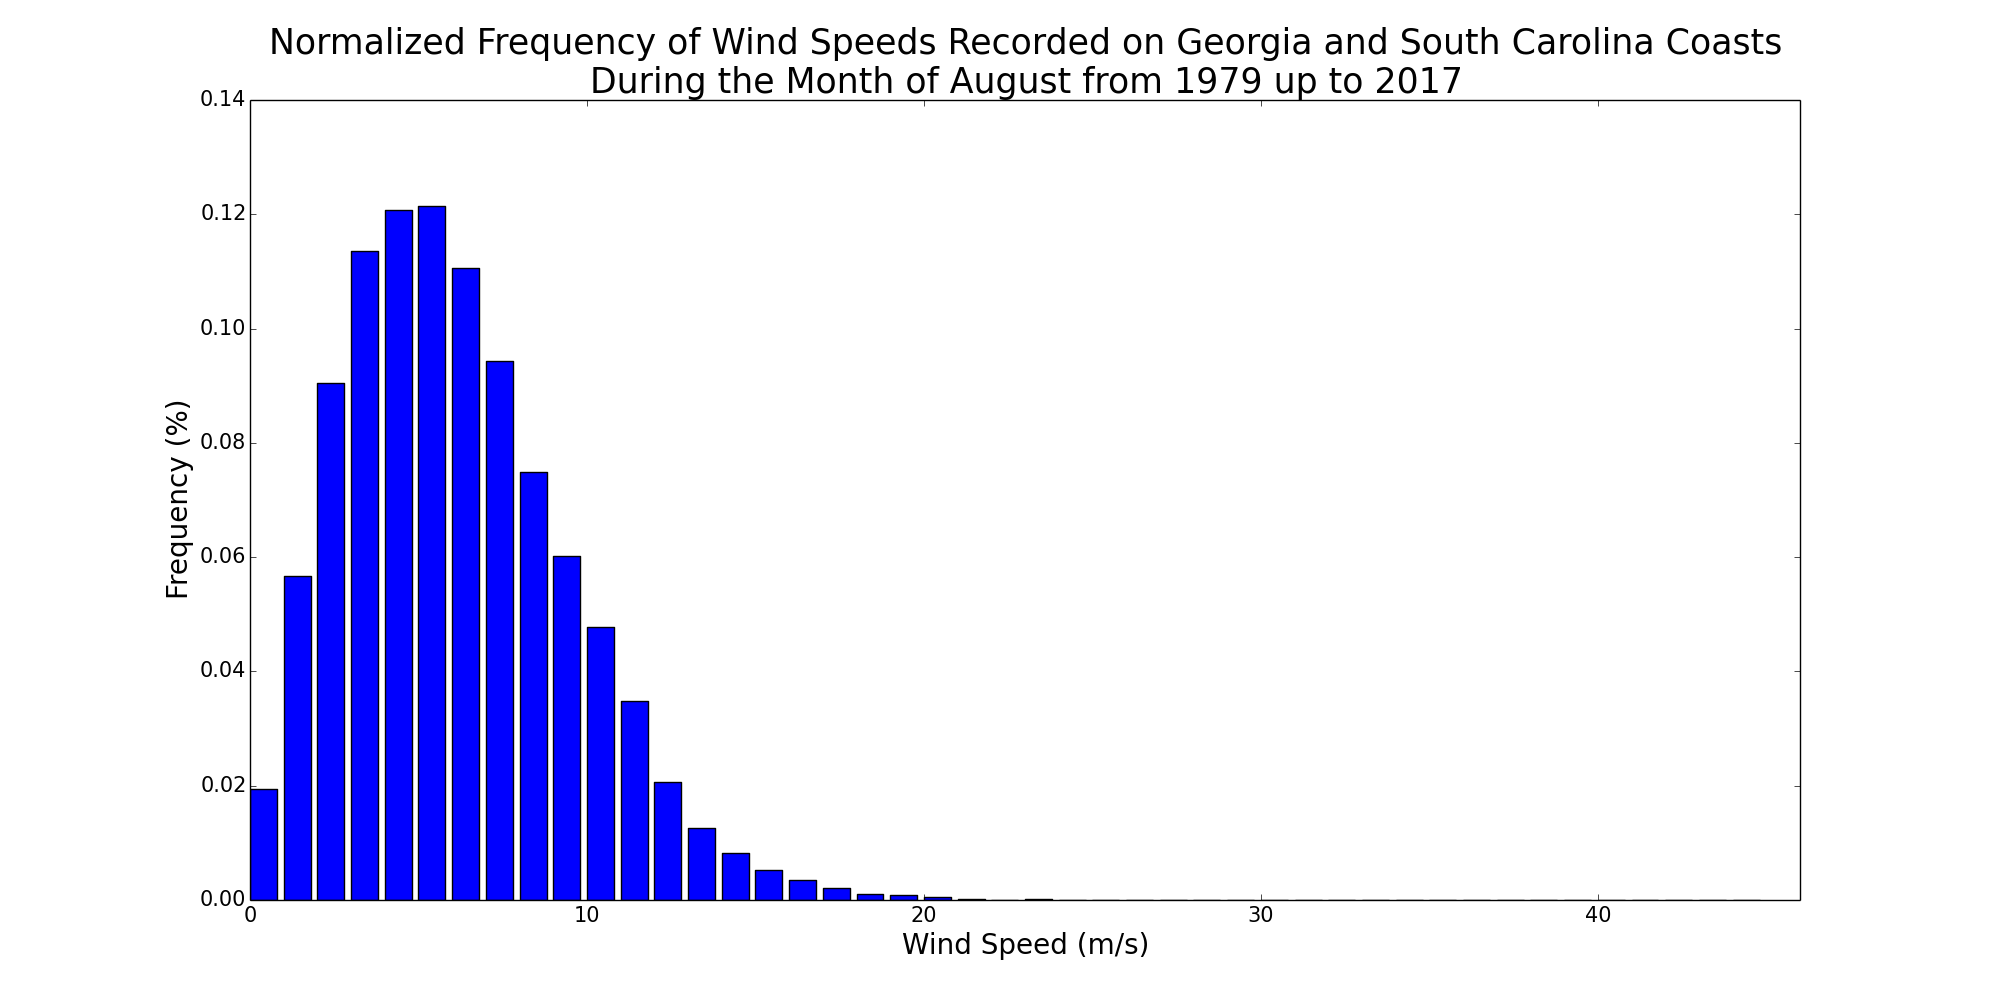 Normalized Frequency of Wind Speeds Recorded on Georgia and South Carolina Coasts
During the Month of August from 1979 up to 2017
0.14
0.12
0.10
0.08
0.06
0.04
0.02
0.00
Frequency (%)
0 10 20 30 40
Wind Speed (m/s)